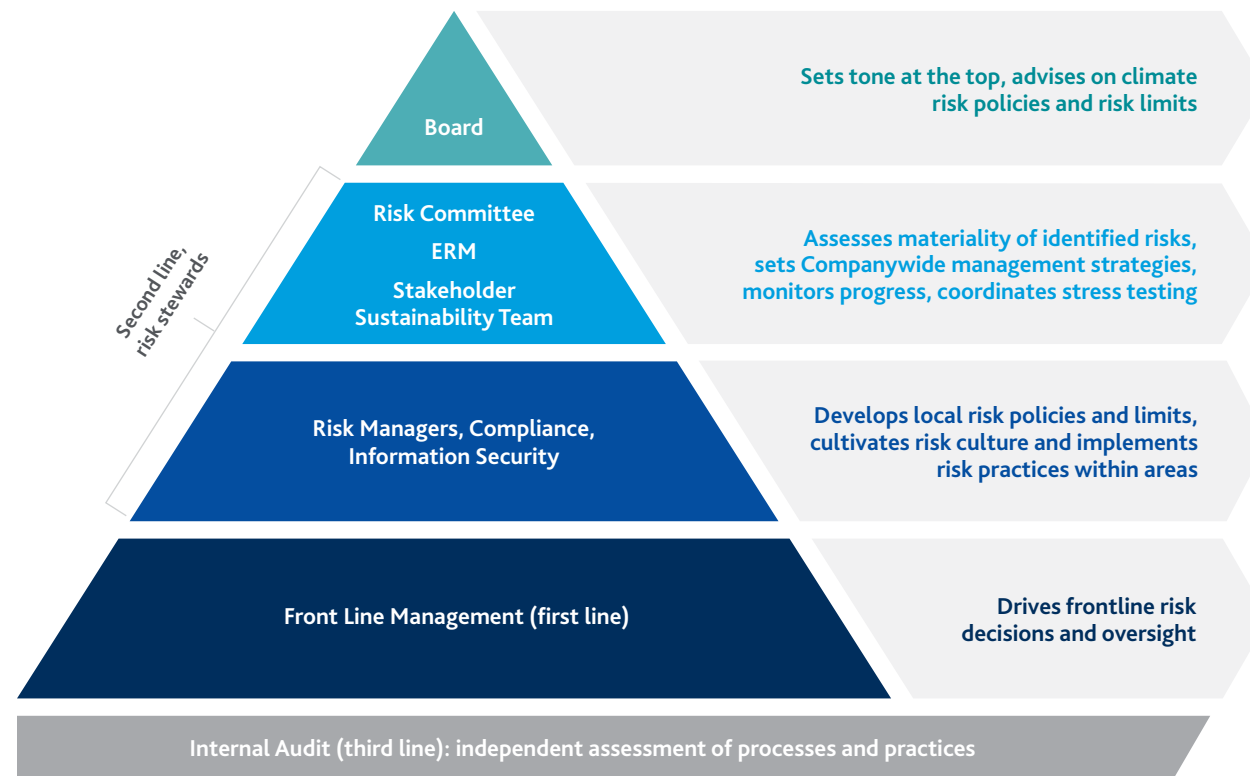 Board
Sets tone at the top, advises on climate
risk policies and risk limits
Second line,
risk stewards
Risk Committee
ERM
Stakeholder
Sustainability Team
Assesses materiality of identified risks,
sets Companywide management strategies,
monitors progress, coordinates stress testing
Risk Managers, Compliance,
Information Security
Develops local risk policies and limits,
cultivates risk culture and implements
risk practices within areas
Front Line Management (first line)
Drives frontline risk
decisions and oversight
Internal Audit (third line): independent assessment of processes and practices